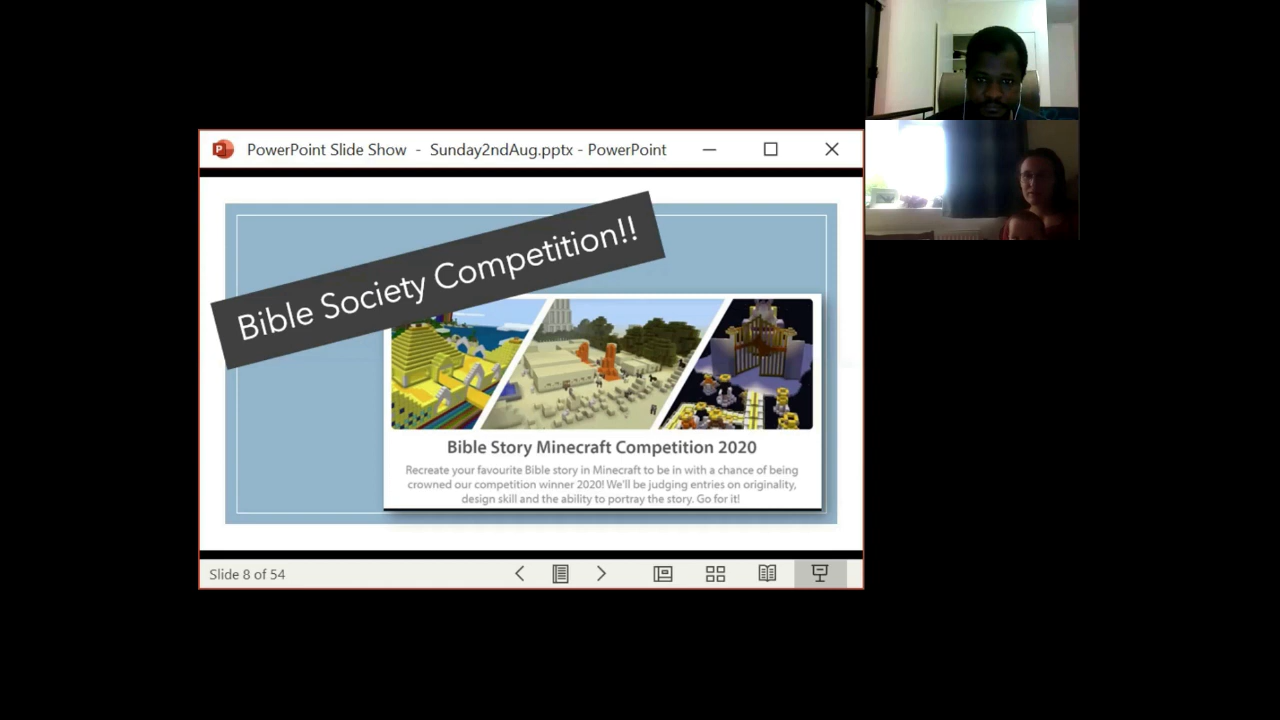 PowerPoint Slide Show - Sunday2ndAug.pptx - PowerPoint
Bible Society Competition!!
Bible Story Minecraft Competition 2020
Recreate your favourite Bible story in Minecraft to be in with a chance of being
crowned our competition winner 2020! We'll be judging entries on originality,
design skill and the ability to portray the story. Go for it!
Slide 8 of 54